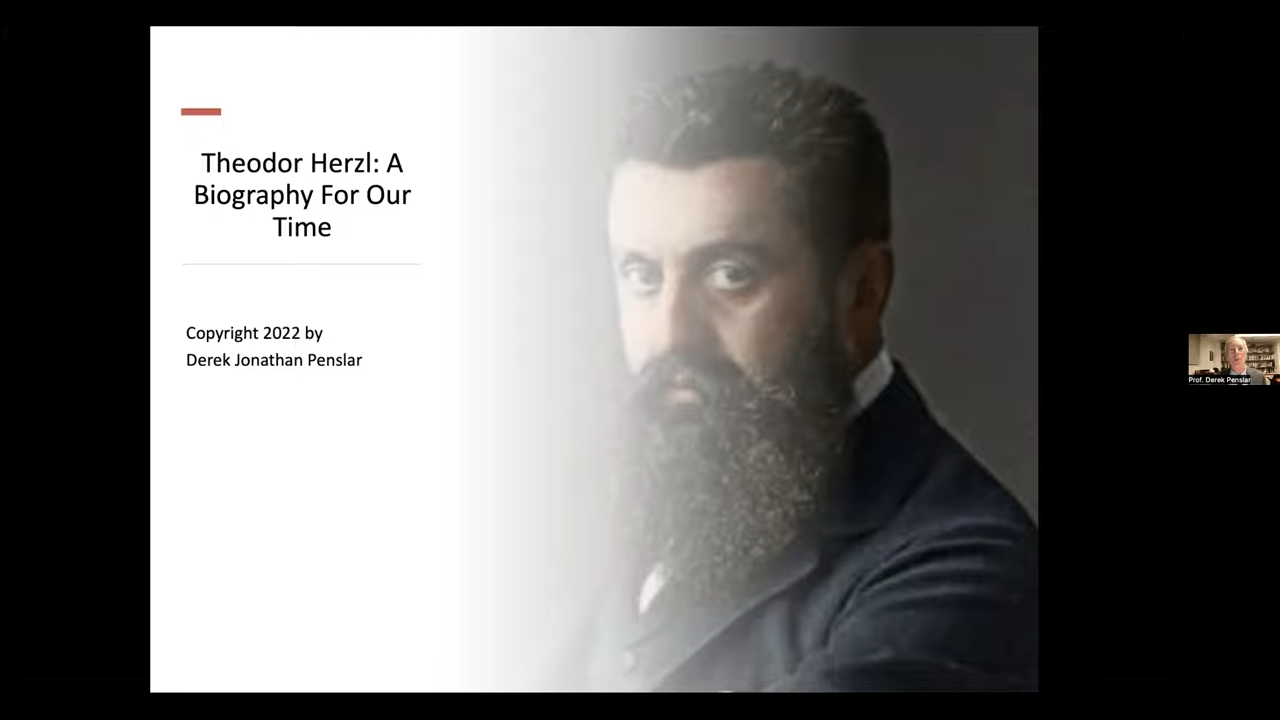 Theodor Herzl: A
Biography For Our
Time
Copyright 2022 by
Derek Jonathan Penslar
Prof. Derek Penslar